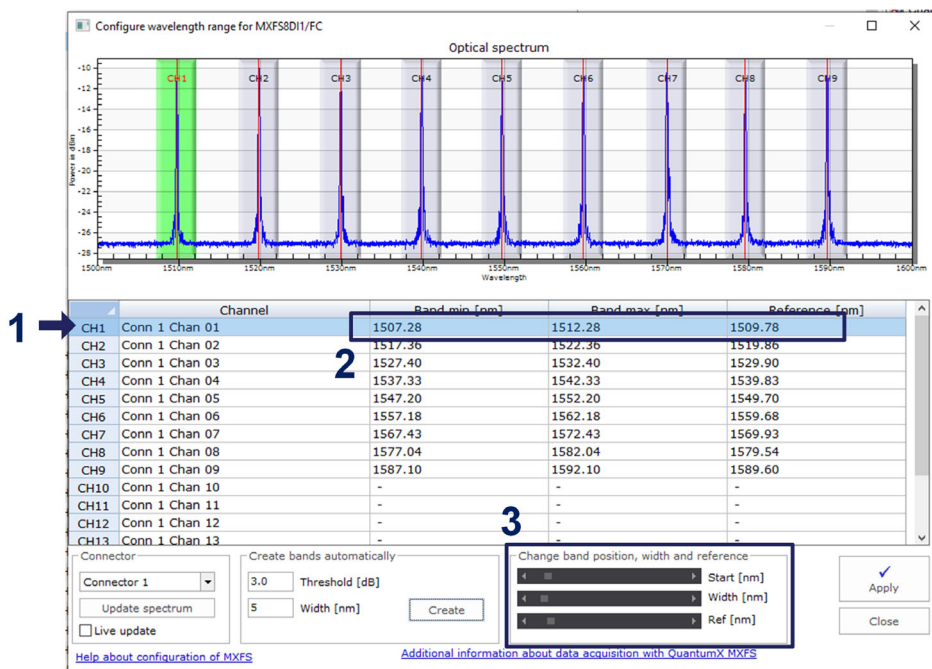 Configure wavelength range for MXFS8DI1/FC
Optical spectrum
Power in dBm
-10
-12
-14
-16
-18
-20
-22
-24
-26
-28
CH1 CH2 CH3 CH4 CH5 CH6 CH7 CH8 CH9
1500nm 1510nm 1520nm 1530nm 1540nm 1550nm 1560nm 1570nm 1580nm 1590nm 1600nm
Wavelength
Channel Band min [nm] Band max [nm] Reference [nm]
1
CH1 Conn 1 Chan 01 1507.28 1512.28 1509.78
CH2 Conn 1 Chan 02 1517.36 1522.36 1519.86
2
CH3 Conn 1 Chan 03 1527.40 1532.40 1529.90
CH4 Conn 1 Chan 04 1537.33 1542.33 1539.83
CH5 Conn 1 Chan 05 1547.20 1552.20 1549.70
CH6 Conn 1 Chan 06 1557.18 1562.18 1559.68
CH7 Conn 1 Chan 07 1567.43 1572.43 1569.93
CH8 Conn 1 Chan 08 1577.04 1582.04 1579.54
CH9 Conn 1 Chan 09 1587.10 1592.10 1589.60
CH10 Conn 1 Chan 10 - - -
CH11 Conn 1 Chan 11 - - -
CH12 Conn 1 Chan 12 - - -
CH13 Conn 1 Chan 13 - - -
3
Connector
Connector 1
Update spectrum
Live update
Create bands automatically
3.0 Threshold [dB]
5 Width [nm]
Create
Change band position, width and reference
Start [nm]
Width [nm]
Ref [nm]
Apply
Close
Help about configuration of MXFS
Additional information about data acquisition with QuantumX MXFS